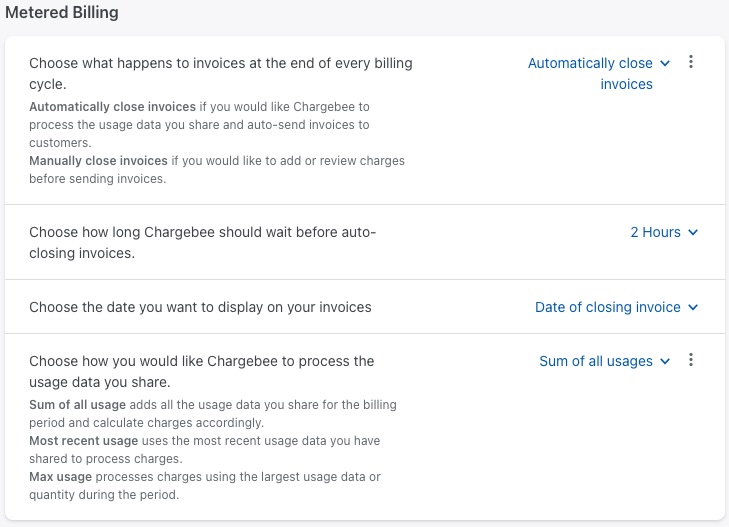 Metered Billing
Choose what happens to invoices at the end of every billing
cycle.
Automatically close invoices if you would like Chargebee to
process the usage data you share and auto-send invoices to
customers.
Manually close invoices if you would like to add or review charges
before sending invoices.
Automatically close
invoices
Choose how long Chargebee should wait before auto-
closing invoices.
2 Hours
Choose the date you want to display on your invoices
Date of closing invoice
Choose how you would like Chargebee to process the
usage data you share.
Sum of all usage adds all the usage data you share for the billing
period and calculate charges accordingly.
Most recent usage uses the most recent usage data you have
shared to process charges.
Max usage processes charges using the largest usage data or
quantity during the period.
Sum of all usages